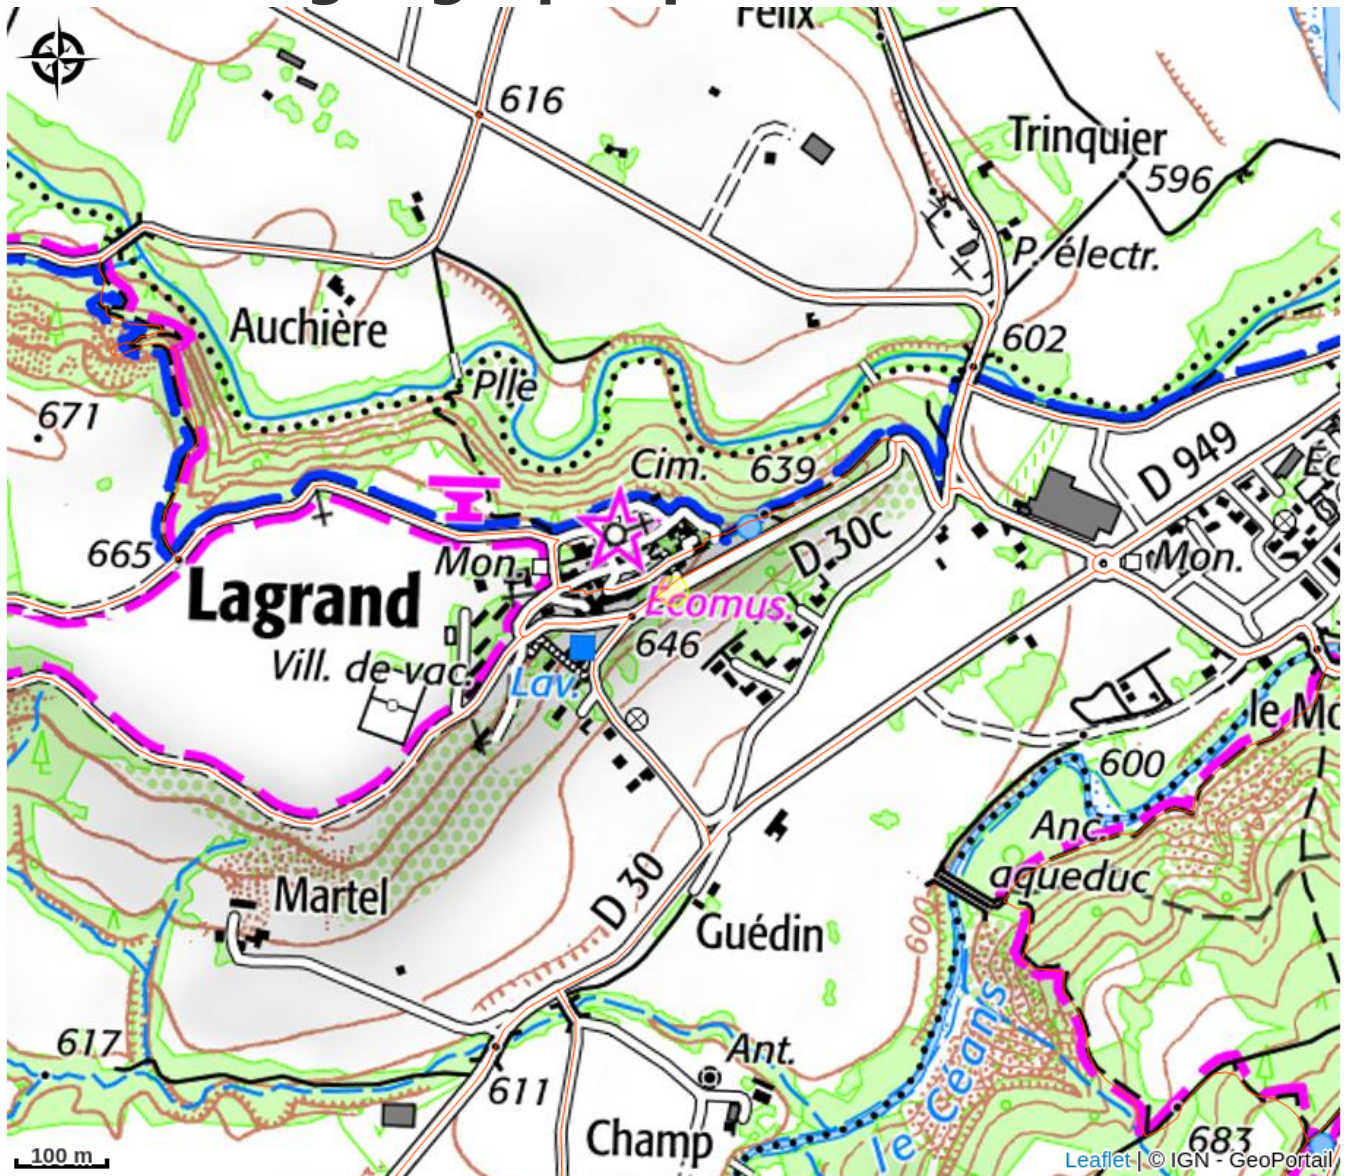 Félix
616
Trinquier
596
P. électr.
Auchière
602
Plle
671
Cim.
639
D 949
665
Mon.
D 30c
Mon.
Lagrand
Écomus.
646
Vill. de vac.
Lav.
600
Anc.
aqueduc
Martel
D 30
Guédin
600
617
Ant.
611
le Céans
Champ
683
100 m
Leaflet | © IGN - GeoPortail